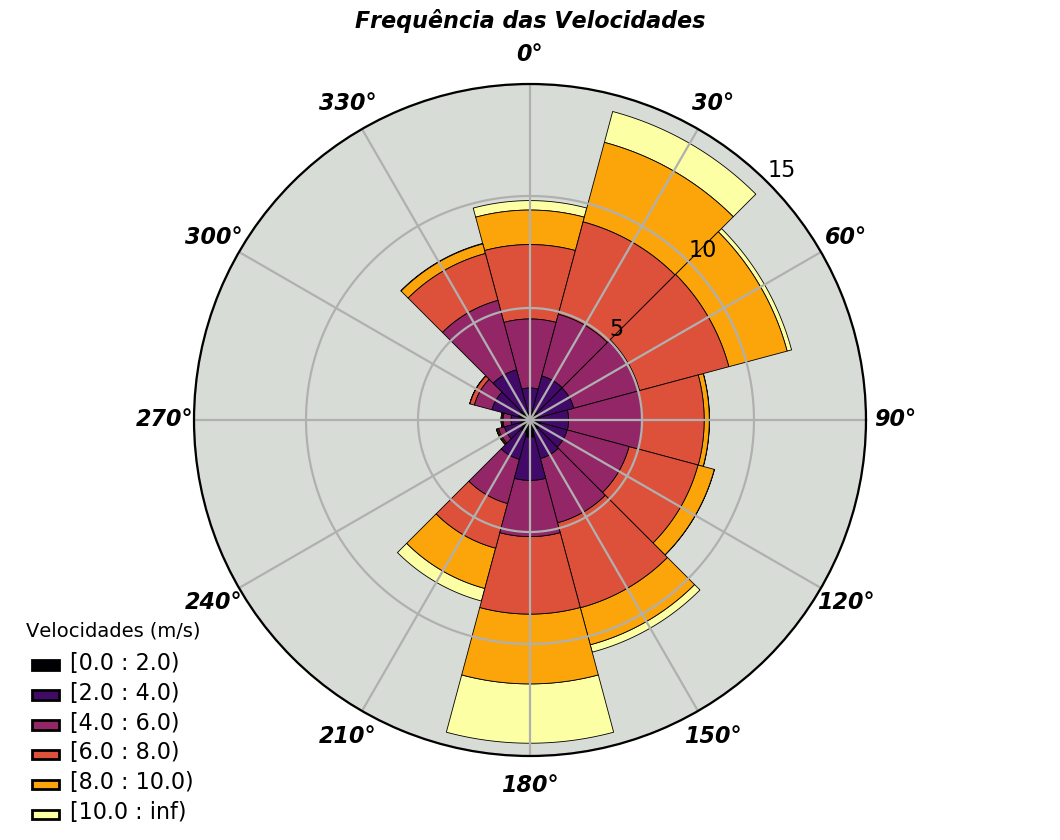 Frequência das Velocidades
0°
330°
30°
15
300°
60°
10
5
270°
90°
240°
120°
210°
150°
180°
Velocidades (m/s)
[0.0 : 2.0)
[2.0 : 4.0)
[4.0 : 6.0)
[6.0 : 8.0)
[8.0 : 10.0)
[10.0 : inf)